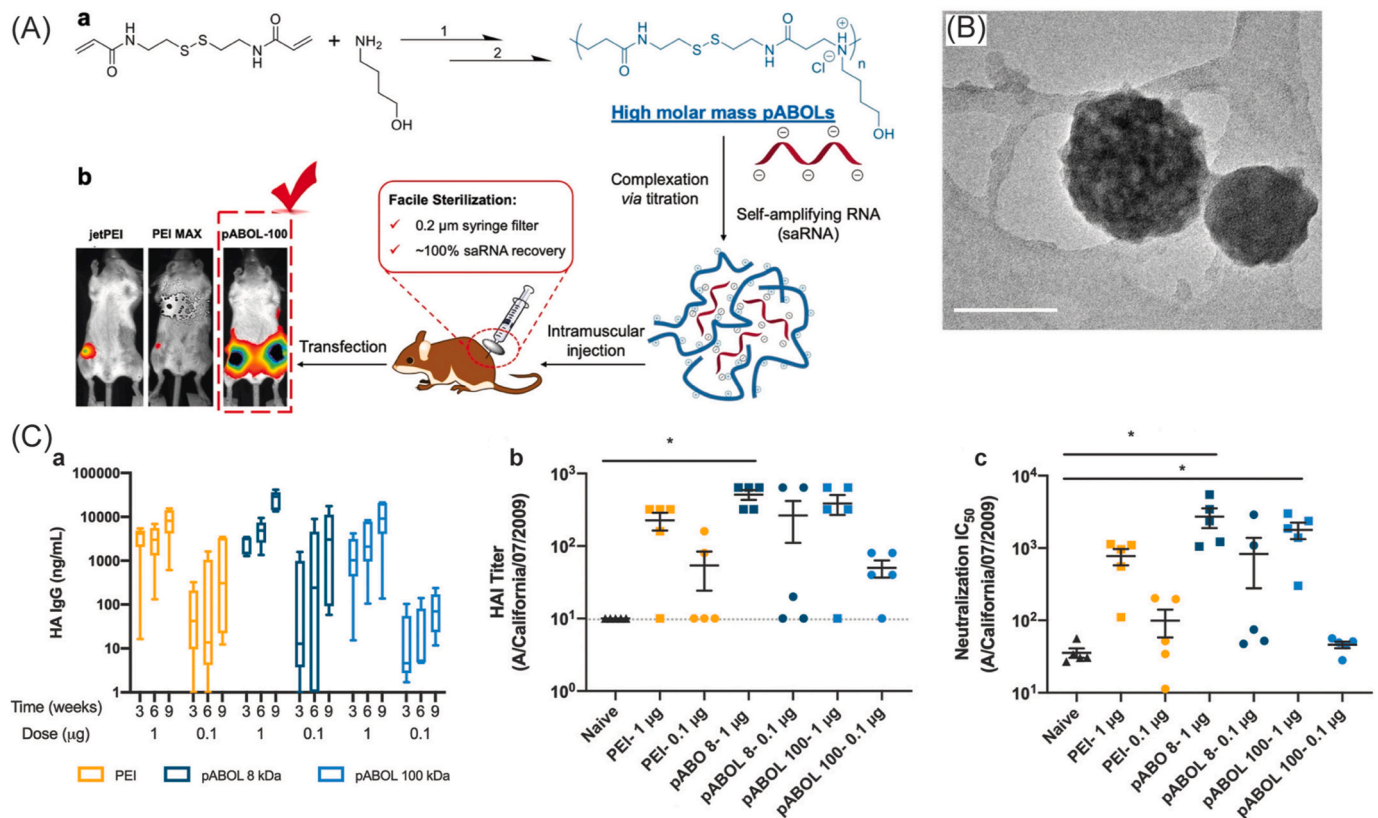 (A)
a
O
N
H
S
S
H
N
O
+
NH2
OH
1
2
O
N
H
S
S
H
N
O
H
⊕
N
Cl
⊖
n
OH
High molar mass pABOLs
Complexation
via titration
Self-amplifying RNA
(saRNA)
b
jetPEI
PEI MAX
pABOL-100
Facile Sterilization:
✓ 0.2 μm syringe filter
✓ ~100% saRNA recovery
Transfection
Intramuscular
injection
(B)
(C)
a
HA IgG (ng/mL)
100000
10000
1000
100
10
1
Time (weeks) 3 6 9 3 6 9 3 6 9 3 6 9 3 6 9 3 6 9
Dose (μg) 1 0.1 1 0.1 1 0.1
PEI pABOL 8 kDa pABOL 100 kDa
b
*
HAI Titer
(A/California/07/2009)
10³
10²
10¹
10⁰
Naive
PEI- 1 μg
PEI- 0.1 μg
pABO 8- 1 μg
pABOL 8- 0.1 μg
pABOL 100- 1 μg
pABOL 100- 0.1 μg
c
*
*
Neutralization IC50
(A/California/07/2009)
10⁴
10³
10²
10¹
Naive
PEI- 1 μg
PEI-0.1 μg
pABO 8- 1 μg
pABOL 8- 0.1 μg
pABOL 100- 1 μg
pABOL 100- 0.1 μg